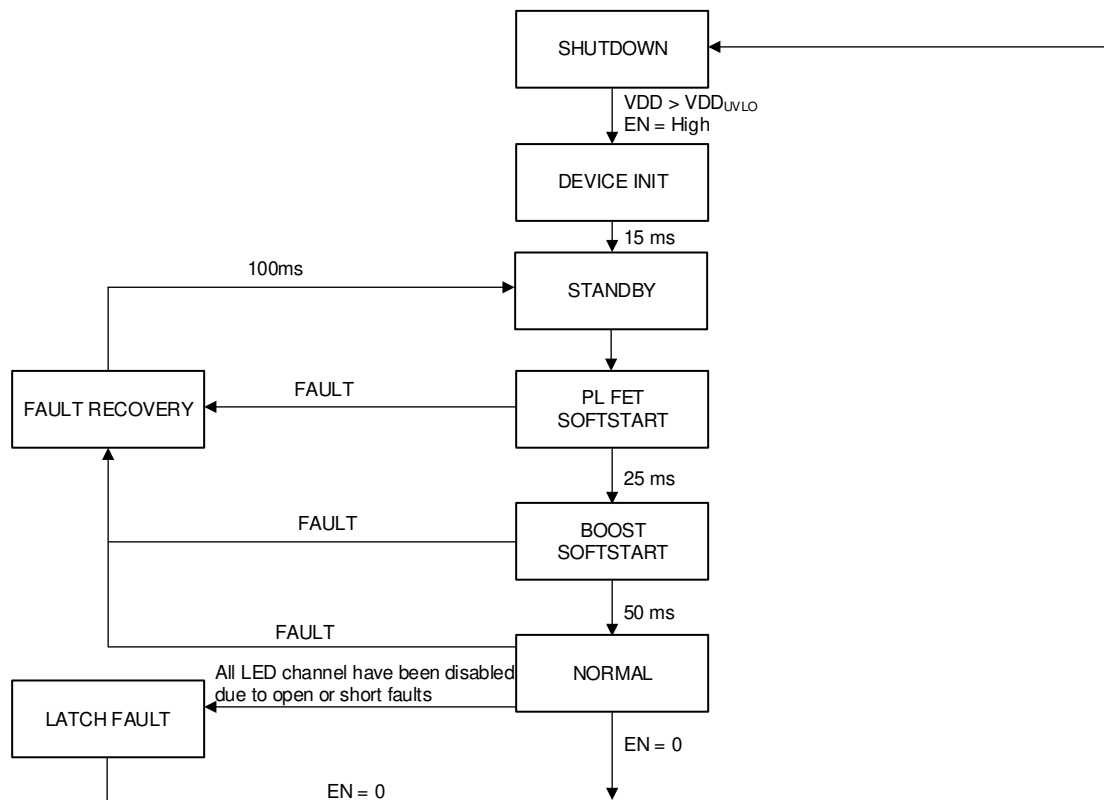 SHUTDOWN
VDD > VDDUVLO
EN = High
DEVICE INIT
15 ms
100ms
STANDBY
FAULT RECOVERY
FAULT
PL FET
SOFTSTART
25 ms
FAULT
BOOST
SOFTSTART
50 ms
FAULT
NORMAL
All LED channel have been disabled
due to open or short faults
LATCH FAULT
EN = 0
EN = 0